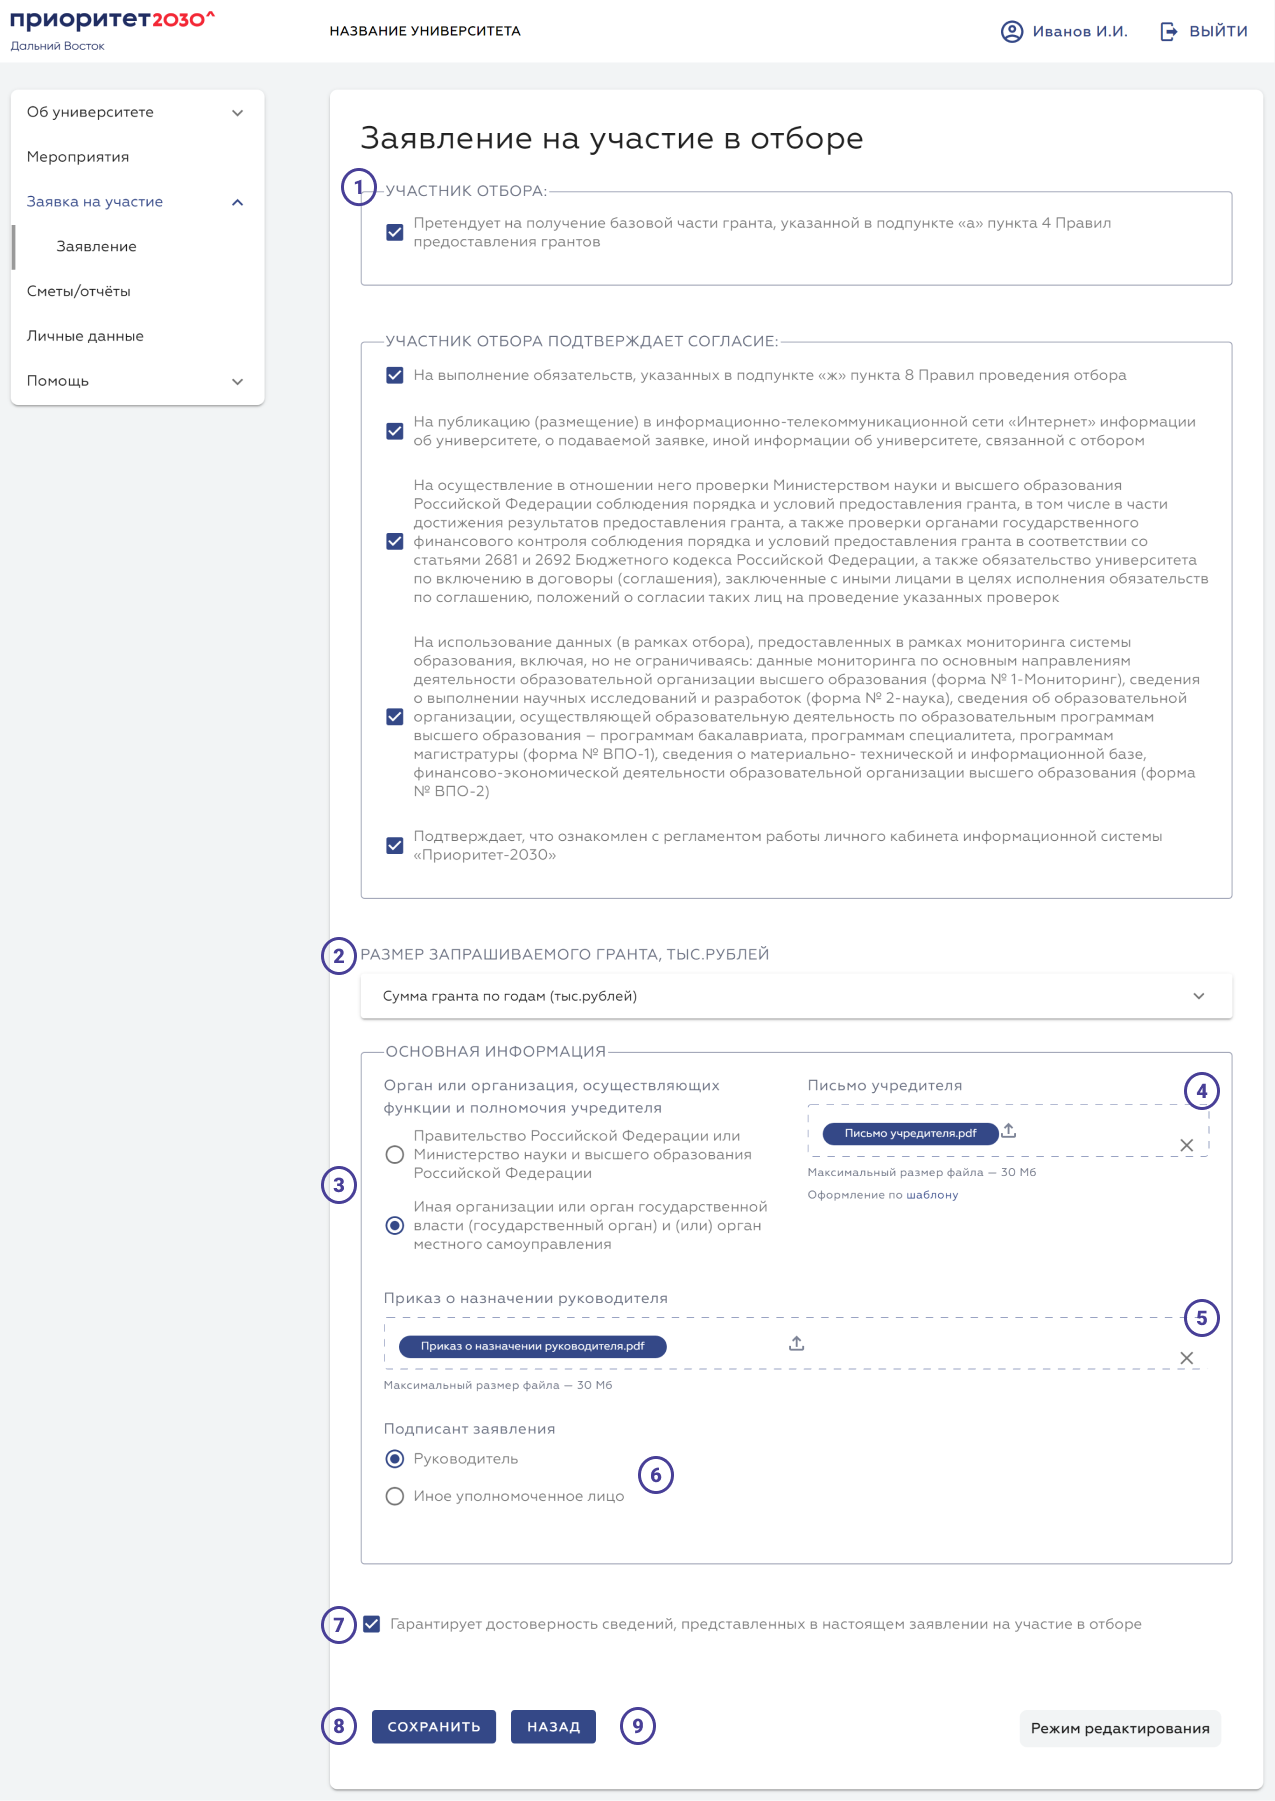 приоритет2030^
Дальний Восток
НАЗВАНИЕ УНИВЕРСИТЕТА
Иванов И.И.
ВЫЙТИ
Об университете
Мероприятия
Заявка на участие
Заявление
Сметы/отчёты
Личные данные
Помощь
Заявление на участие в отборе
1
УЧАСТНИК ОТБОРА:
Претендует на получение базовой части гранта, указанной в подпункте «а» пункта 4 Правил
предоставления грантов
УЧАСТНИК ОТБОРА ПОДТВЕРЖДАЕТ СОГЛАСИЕ:
На выполнение обязательств, указанных в подпункте «ж» пункта 8 Правил проведения отбора
На публикацию (размещение) в информационно-телекоммуникационной сети «Интернет» информации
об университете, о подаваемой заявке, иной информации об университете, связанной с отбором
На осуществление в отношении него проверки Министерством науки и высшего образования
Российской Федерации соблюдения порядка и условий предоставления гранта, в том числе в части
достижения результатов предоставления гранта, а также проверки органами государственного
финансового контроля соблюдения порядка и условий предоставления гранта в соответствии со
статьями 2681 и 2692 Бюджетного кодекса Российской Федерации, а также обязательство университета
по включению в договоры (соглашения), заключенные с иными лицами в целях исполнения обязательств
по соглашению, положений о согласии таких лиц на проведение указанных проверок
На использование данных (в рамках отбора), предоставленных в рамках мониторинга системы
образования, включая, но не ограничиваясь: данные мониторинга по основным направлениям
деятельности образовательной организации высшего образования (форма № 1-Мониторинг), сведения
о выполнении научных исследований и разработок (форма № 2-наука), сведения об образовательной
организации, осуществляющей образовательную деятельность по образовательным программам
высшего образования – программам бакалавриата, программам специалитета, программам
магистратуры (форма № ВПО-1), сведения о материально- технической и информационной базе,
финансово-экономической деятельности образовательной организации высшего образования (форма
№ ВПО-2)
Подтверждает, что ознакомлен с регламентом работы личного кабинета информационной системы
«Приоритет-2030»
2
РАЗМЕР ЗАПРАШИВАЕМОГО ГРАНТА, ТЫС.РУБЛЕЙ
Сумма гранта по годам (тыс.рублей)
ОСНОВНАЯ ИНФОРМАЦИЯ
Орган или организация, осуществляющих
функции и полномочия учредителя
Правительство Российской Федерации или
Министерство науки и высшего образования
Российской Федерации
3
Иная организации или орган государственной
власти (государственный орган) и (или) орган
местного самоуправления
Письмо учредителя
4
Письмо учредителя.pdf
Максимальный размер файла — 30 Мб
Оформление по шаблону
Приказ о назначении руководителя
5
Приказ о назначении руководителя.pdf
Максимальный размер файла — 30 Мб
Подписант заявления
Руководитель
6
Иное уполномоченное лицо
7
Гарантирует достоверность сведений, представленных в настоящем заявлении на участие в отборе
8
СОХРАНИТЬ
НАЗАД
9
Режим редактирования